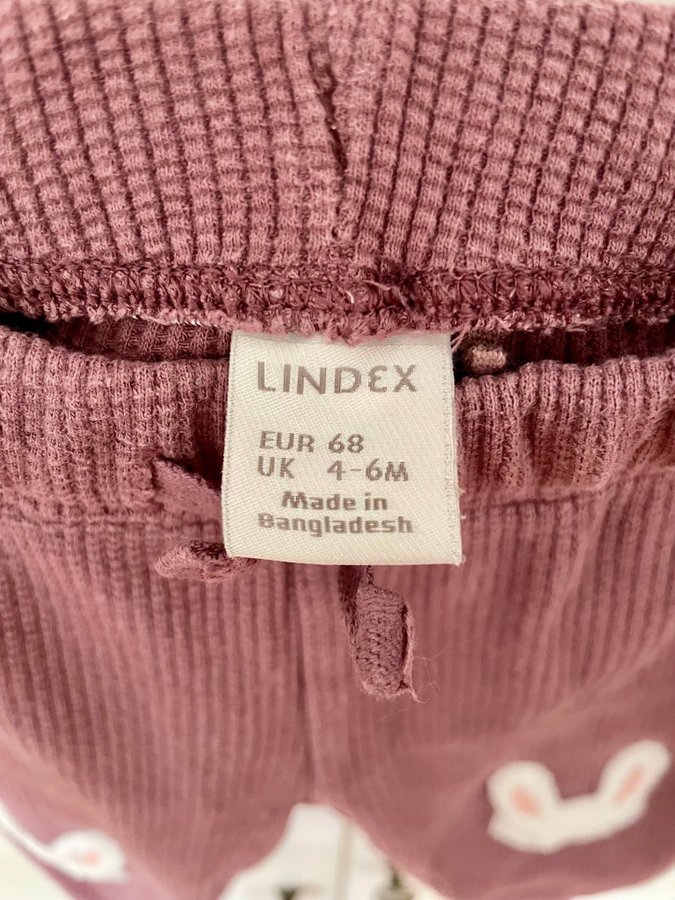 LINDEX
EUR 68
UK 4-6M
Made in
Bangladesh